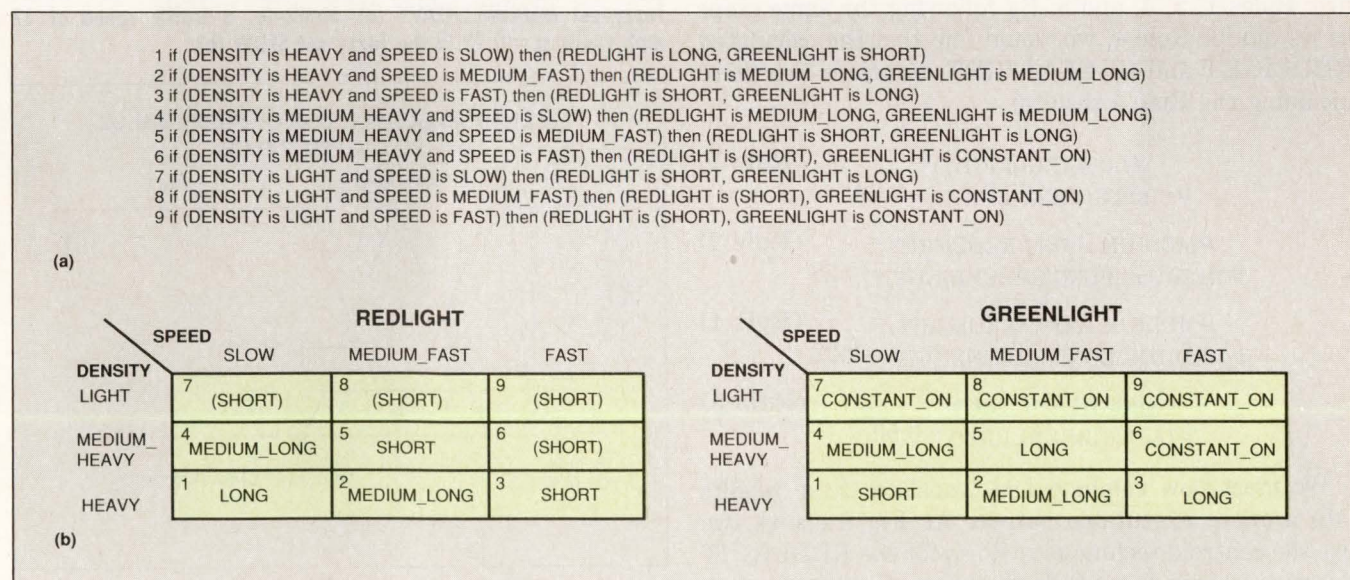 1 if (DENSITY is HEAVY and SPEED is SLOW) then (REDLIGHT is LONG, GREENLIGHT is SHORT)
2 if (DENSITY is HEAVY and SPEED is MEDIUM_FAST) then (REDLIGHT is MEDIUM_LONG, GREENLIGHT is MEDIUM_LONG)
3 if (DENSITY is HEAVY and SPEED is FAST) then (REDLIGHT is SHORT, GREENLIGHT is LONG)
4 if (DENSITY is MEDIUM_HEAVY and SPEED is SLOW) then (REDLIGHT is MEDIUM_LONG, GREENLIGHT is MEDIUM_LONG)
5 if (DENSITY is MEDIUM_HEAVY and SPEED is MEDIUM_FAST) then (REDLIGHT is SHORT, GREENLIGHT is LONG)
6 if (DENSITY is MEDIUM_HEAVY and SPEED is FAST) then (REDLIGHT is (SHORT), GREENLIGHT is CONSTANT_ON)
7 if (DENSITY is LIGHT and SPEED is SLOW) then (REDLIGHT is SHORT, GREENLIGHT is LONG)
8 if (DENSITY is LIGHT and SPEED is MEDIUM_FAST) then (REDLIGHT is (SHORT), GREENLIGHT is CONSTANT_ON)
9 if (DENSITY is LIGHT and SPEED is FAST) then (REDLIGHT is (SHORT), GREENLIGHT is CONSTANT_ON)
(a)
REDLIGHT
SPEED
SLOW MEDIUM_FAST FAST
DENSITY
LIGHT 7 (SHORT) 8 (SHORT) 9 (SHORT)
MEDIUM_
HEAVY 4 MEDIUM_LONG 5 SHORT 6 (SHORT)
HEAVY 1 LONG 2 MEDIUM_LONG 3 SHORT
GREENLIGHT
SPEED
SLOW MEDIUM_FAST FAST
DENSITY
LIGHT 7 CONSTANT_ON 8 CONSTANT_ON 9 CONSTANT_ON
MEDIUM_
HEAVY 4 MEDIUM_LONG 5 LONG 6 CONSTANT_ON
HEAVY 1 SHORT 2 MEDIUM_LONG 3 LONG
(b)